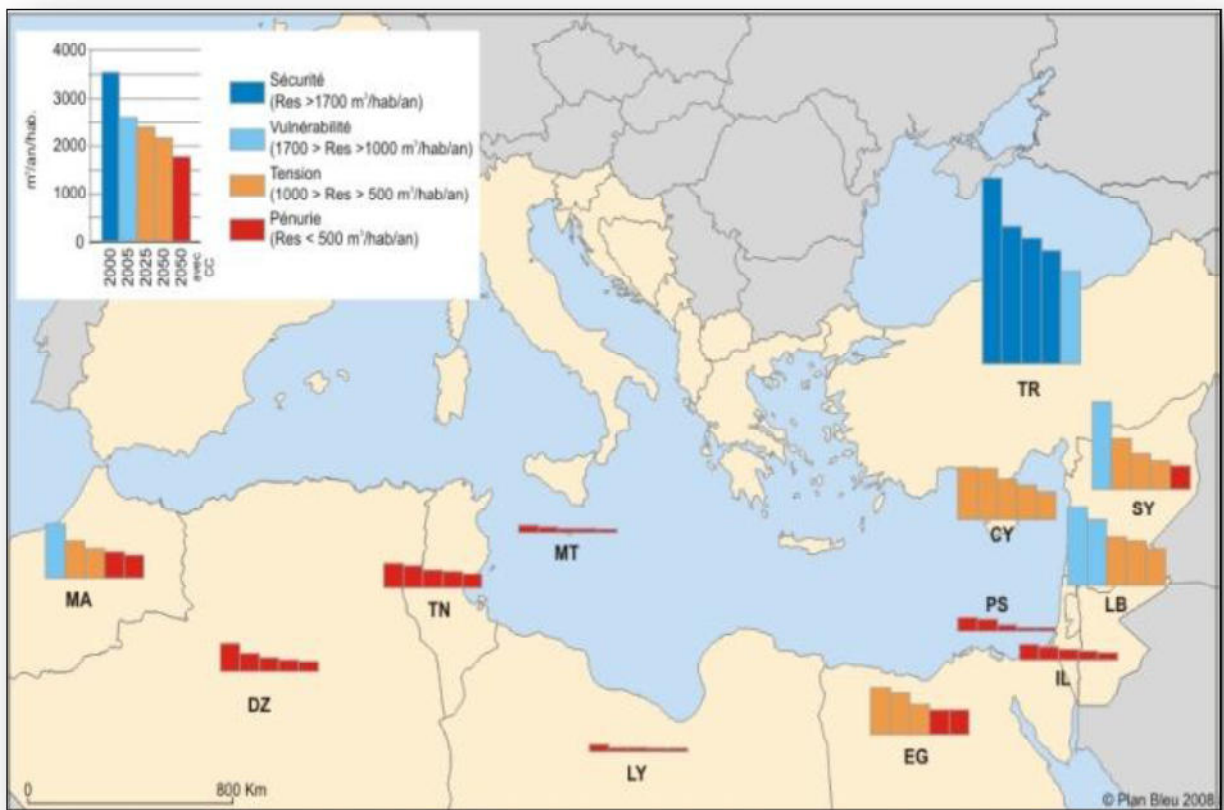 4000
3000
2000
1000
0
m³/an/hab.
2000
2005
2025
2050
2050
avec
CC
Sécurité
(Res >1700 m³/hab/an)
Vulnérabilité
(1700 > Res >1000 m³/hab/an)
Tension
(1000 > Res > 500 m³/hab/an)
Pénurie
(Res < 500 m³/hab/an)
TR
SY
CY
MT
MA
TN
PS
LB
IL
DZ
EG
LY
0
800 Km
© Plan Bleu 2008